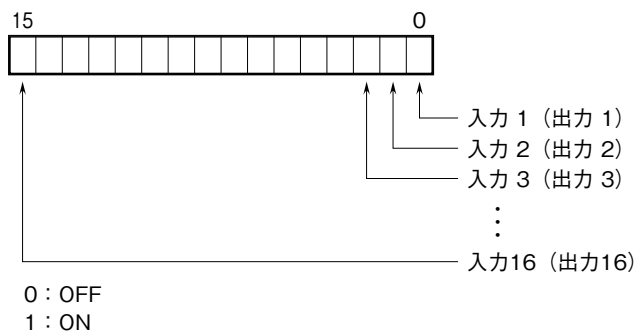 15 0
入力 1（出力 1）
入力 2（出力 2）
入力 3（出力 3）
⋮
入力16（出力16）
0：OFF
1：ON